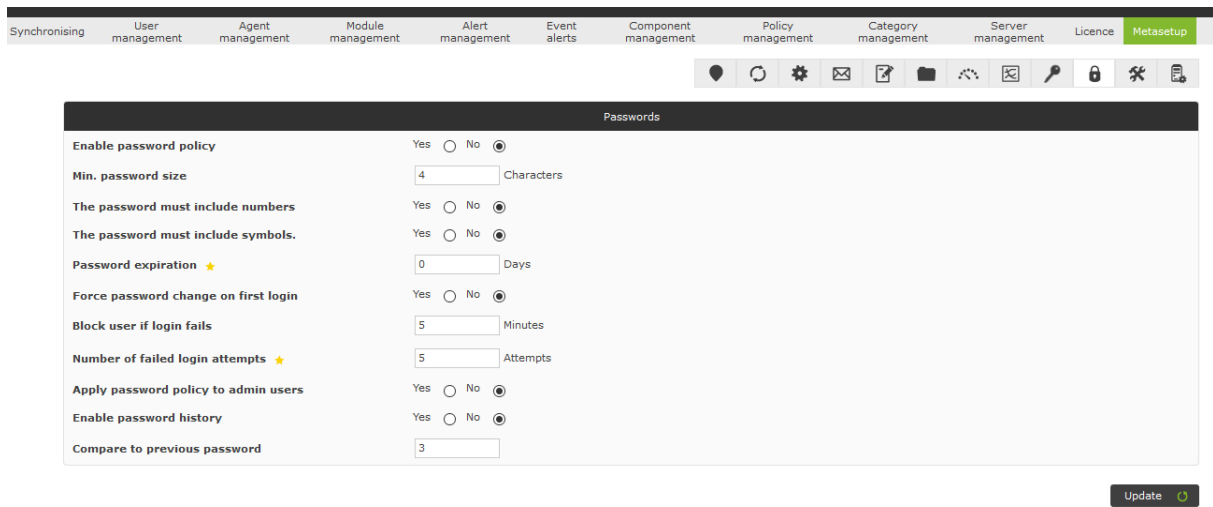 Synchronising User management Agent management Module management Alert management Event alerts Component management Policy management Category management Server management Licence Metasetup
Passwords
Enable password policy Yes No
Min. password size 4 Characters
The password must include numbers Yes No
The password must include symbols. Yes No
Password expiration 0 Days
Force password change on first login Yes No
Block user if login fails 5 Minutes
Number of failed login attempts 5 Attempts
Apply password policy to admin users Yes No
Enable password history Yes No
Compare to previous password 3
Update